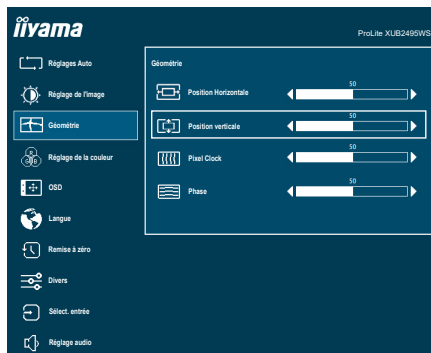 iiyama
ProLite XUB2495WS
Réglages Auto
Réglage de l'Image
Géométrie
Réglage de la couleur
OSD
Langue
Remise à zéro
Divers
Sélect. entrée
Réglage audio
Géométrie
Position Horizontale
50
Position verticale
50
Pixel Clock
50
Phase
50
R
G
B